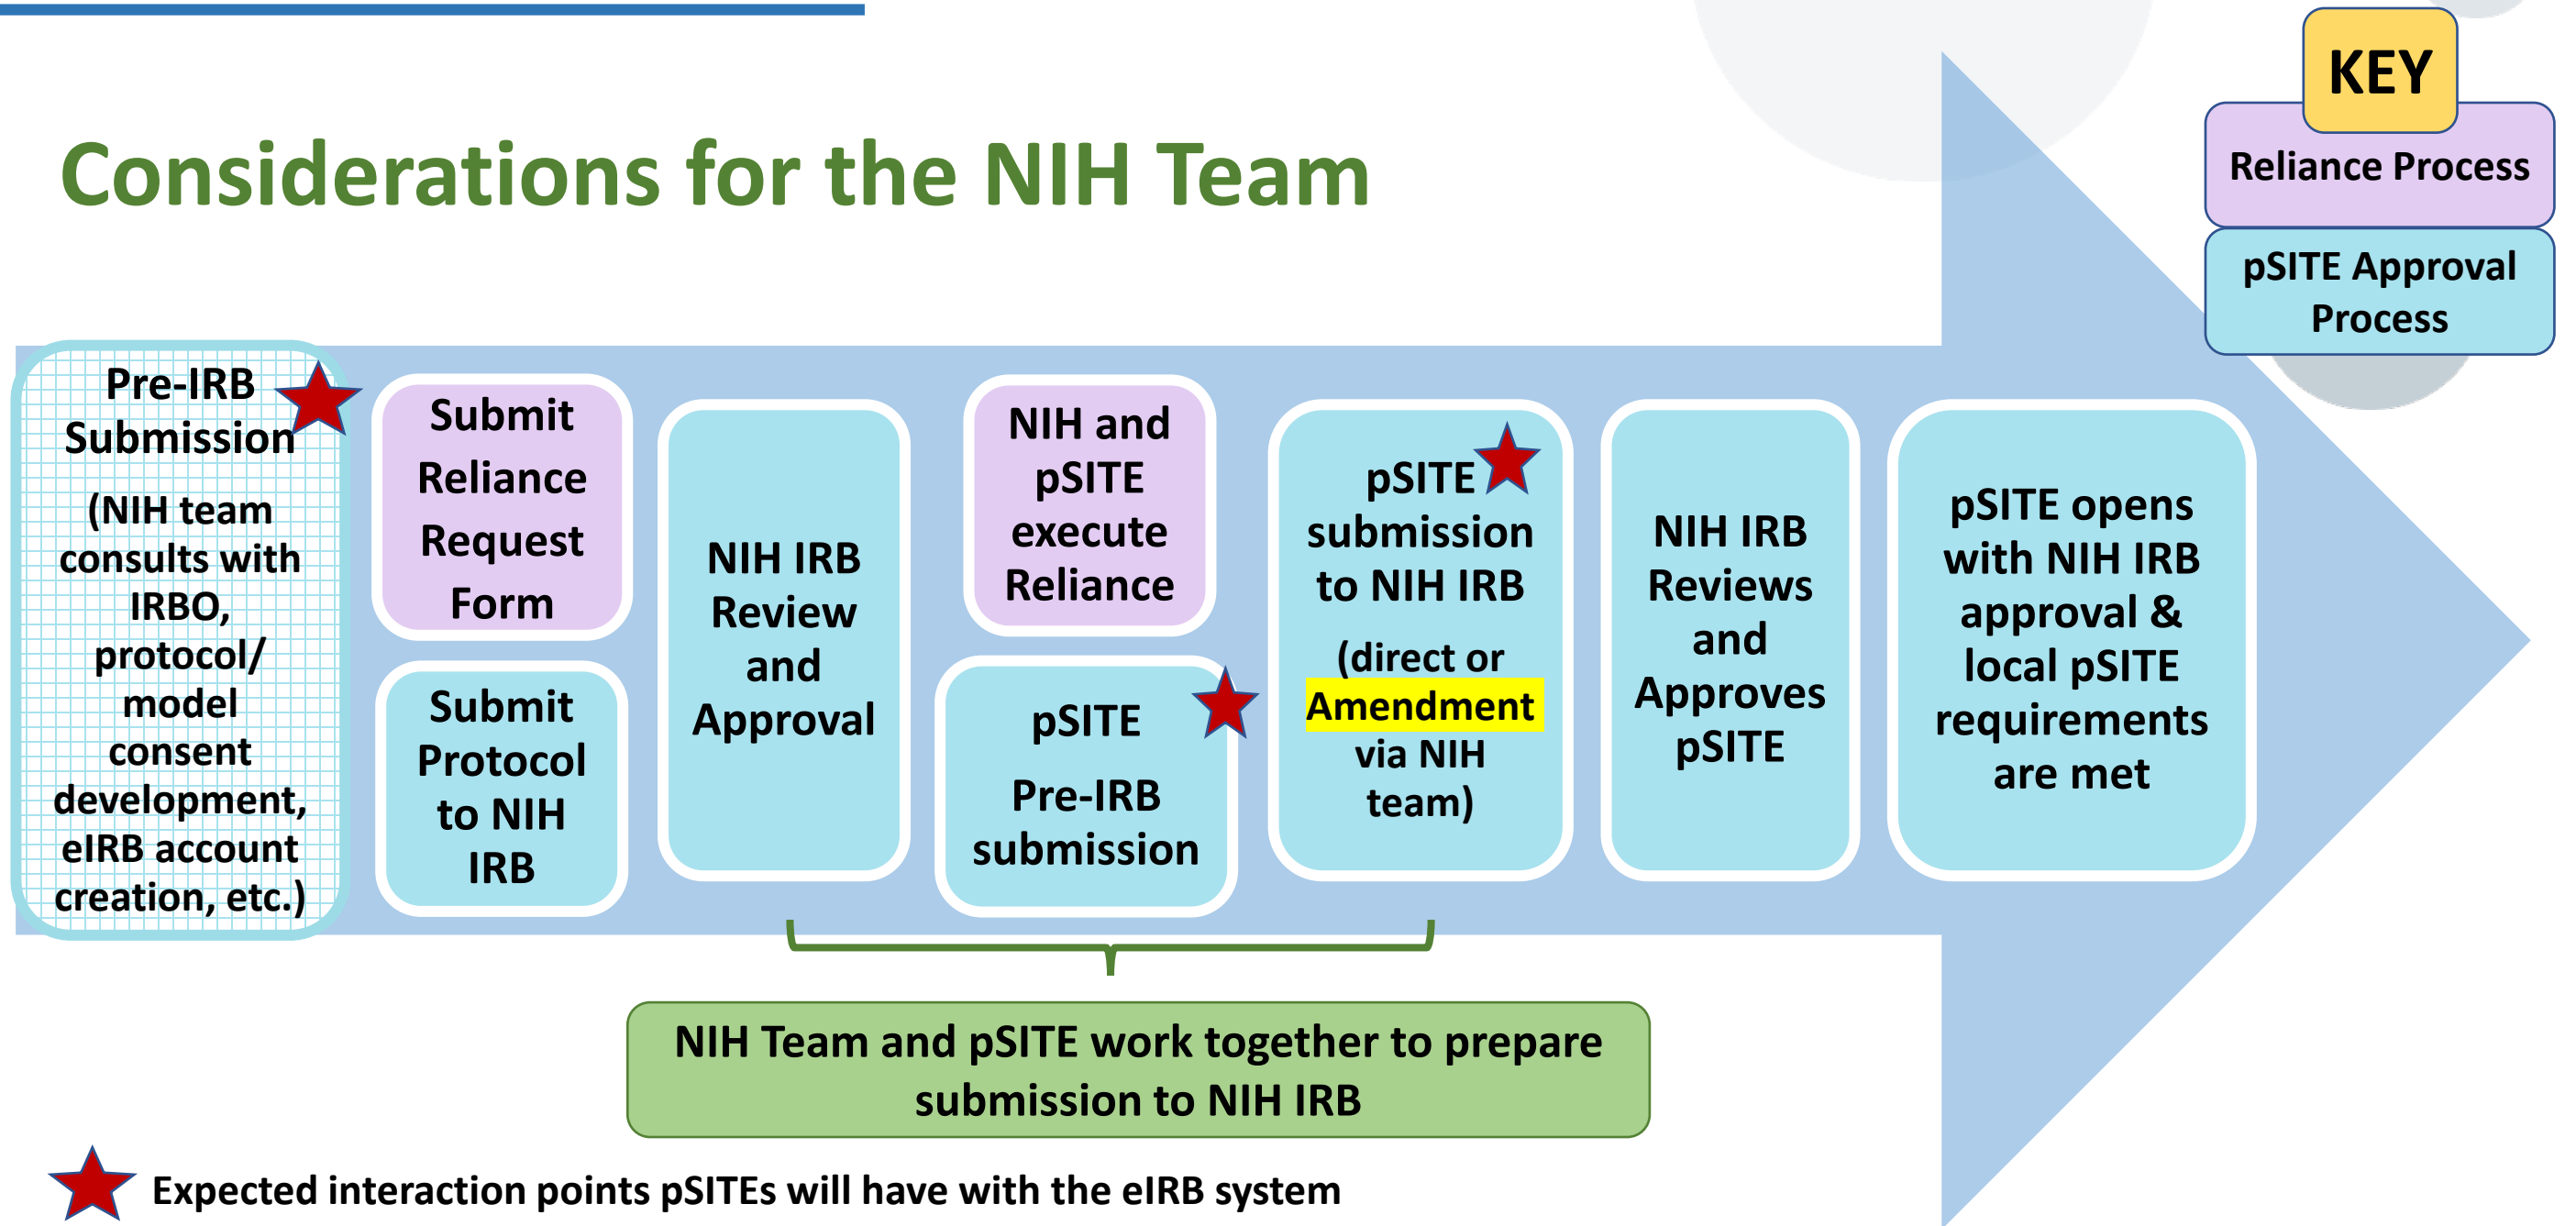 KEY
Reliance Process
pSITE Approval
Process
Considerations for the NIH Team
Pre-IRB
Submission
(NIH team
consults with
IRBO,
protocol/
model
consent
development,
eIRB account
creation, etc.)
Submit
Reliance
Request
Form
Submit
Protocol
to NIH
IRB
NIH IRB
Review
and
Approval
NIH and
pSITE
execute
Reliance
pSITE
Pre-IRB
submission
pSITE
submission
to NIH IRB
(direct or
Amendment
via NIH
team)
NIH IRB
Reviews
and
Approves
pSITE
pSITE opens
with NIH IRB
approval &
local pSITE
requirements
are met
NIH Team and pSITE work together to prepare
submission to NIH IRB
Expected interaction points pSITEs will have with the eIRB system